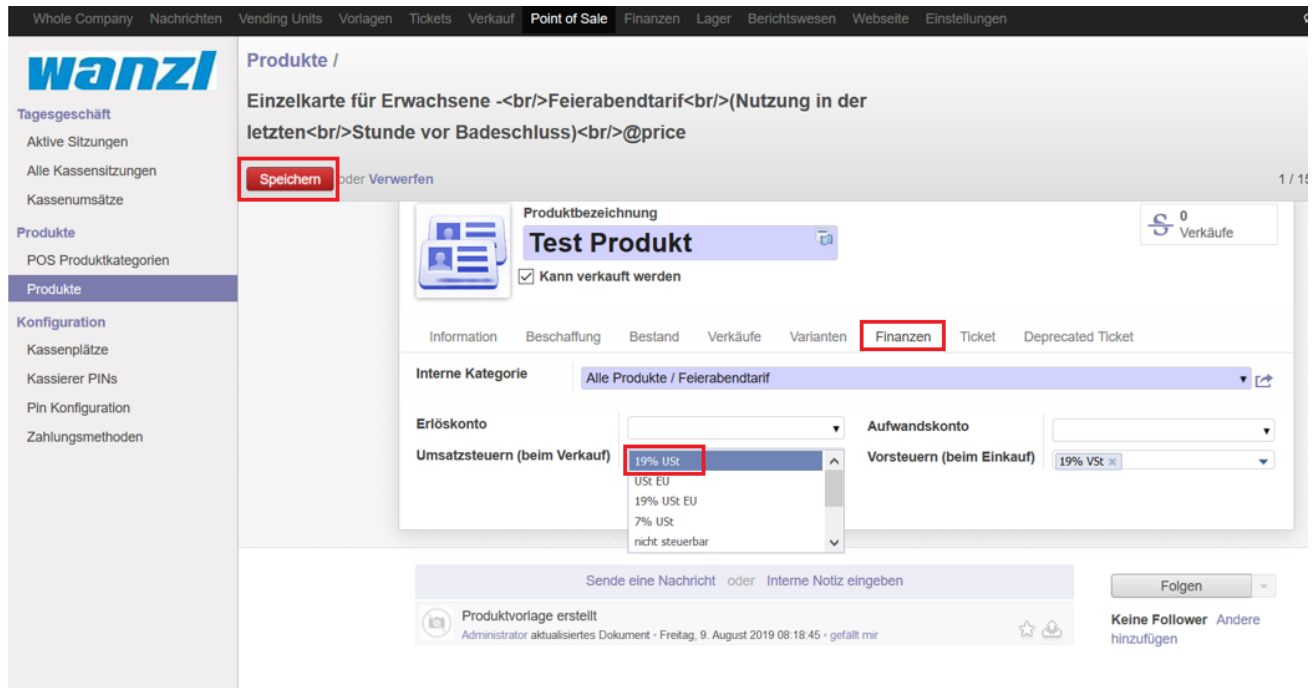 Whole Company Nachrichten Vending Units Vorlagen Tickets Verkauf Point of Sale Finanzen Lager Berichtswesen Webseite Einstellungen
wanzl
Tagesgeschäft
Aktive Sitzungen
Alle Kassensitzungen
Kassenumsätze
Produkte
POS Produktkategorien
Produkte
Konfiguration
Kassenplätze
Kassierer PINs
Pin Konfiguration
Zahlungsmethoden
Produkte /
Einzelkarte für Erwachsene -<br/>Feierabendtarif<br/>(Nutzung in der
letzten<br/>Stunde vor Badeschluss)<br/>@price
Speichern oder Verwerfen
1 / 15
Produktbezeichnung
Test Produkt
Kann verkauft werden
0
Verkäufe
Information Beschaffung Bestand Verkäufe Varianten Finanzen Ticket Deprecated Ticket
Interne Kategorie Alle Produkte / Feierabendtarif
Erlöskonto Aufwandskonto
Umsatzsteuern (beim Verkauf) 19% USt Vorsteuern (beim Einkauf) 19% VSt ×
USt EU
19% USt EU
7% USt
nicht steuerbar
Sende eine Nachricht oder Interne Notiz eingeben
Produktvorlage erstellt
Administrator aktualisiertes Dokument • Freitag, 9. August 2019 08:18:45 • gefällt mir
Folgen
Keine Follower Andere
hinzufügen